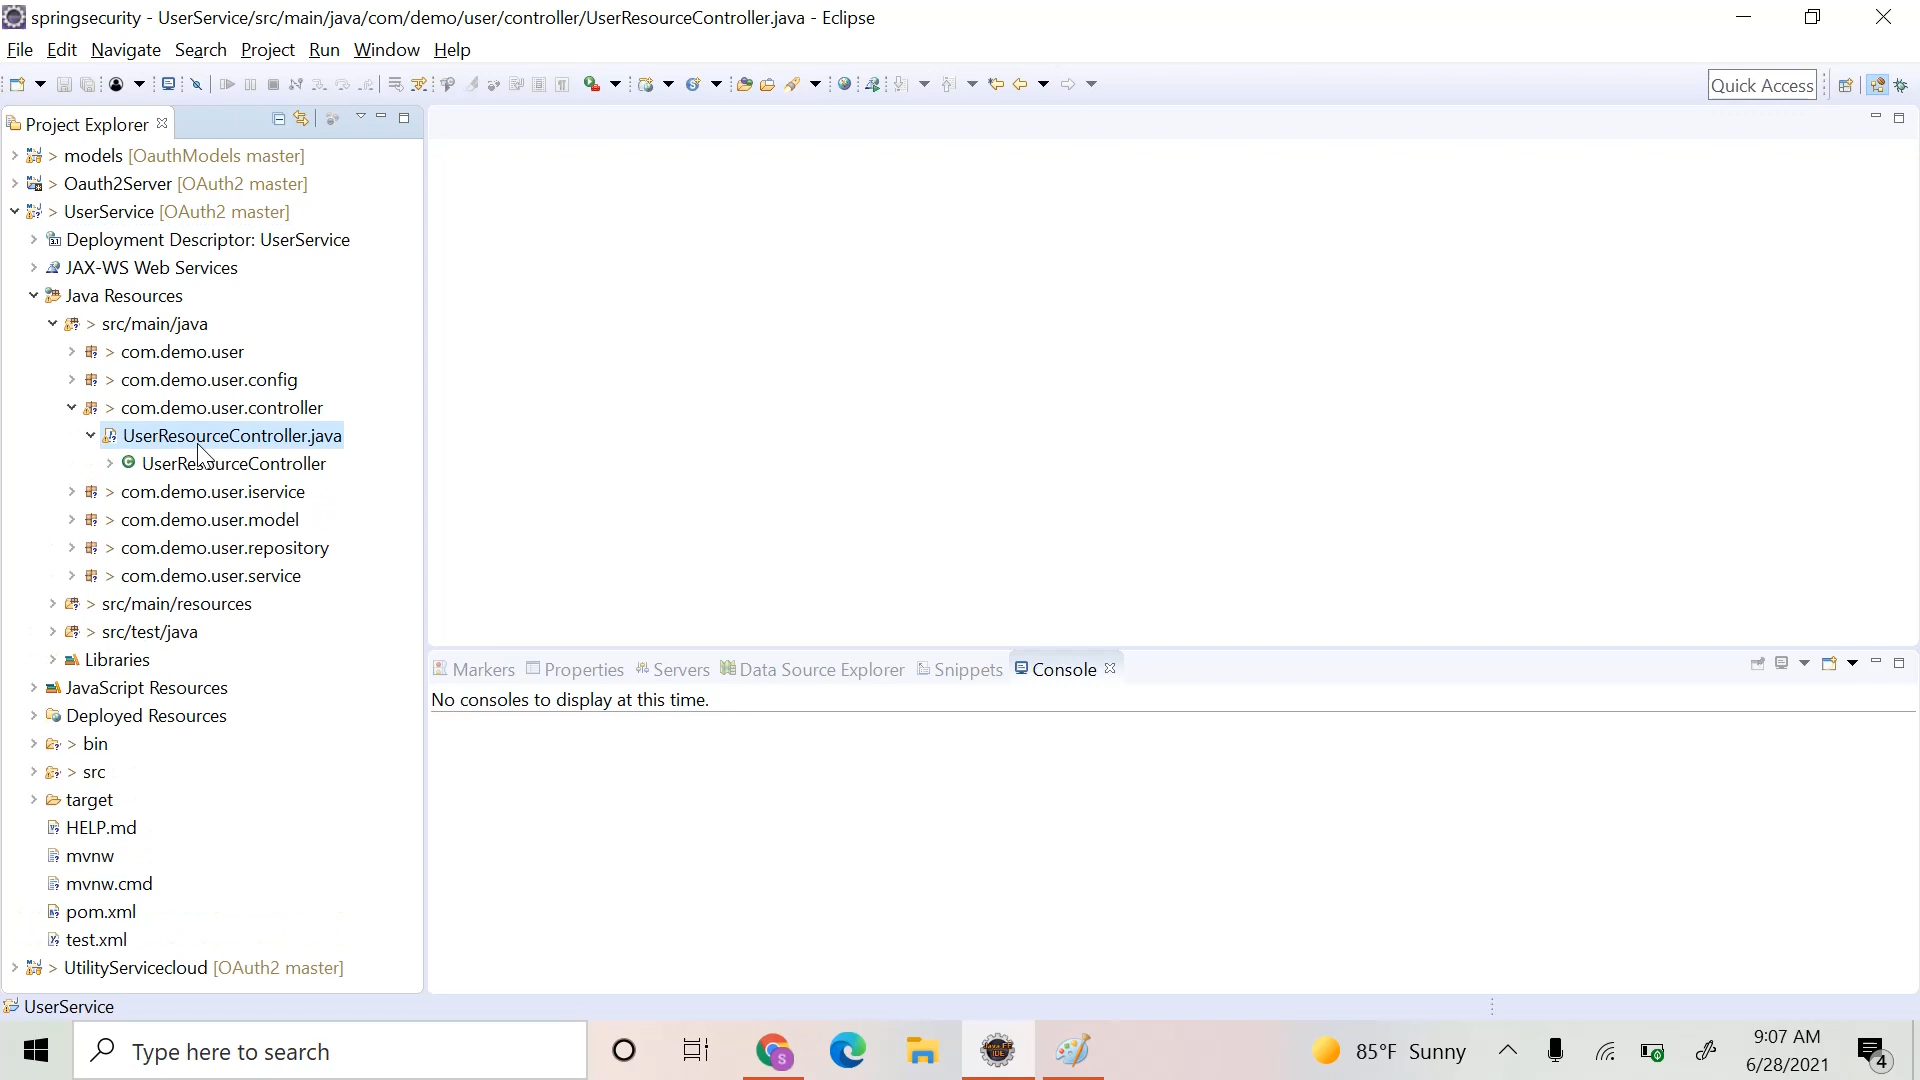 springsecurity - UserService/src/main/java/com/demo/user/controller/UserResourceController.java - Eclipse
File Edit Navigate Search Project Run Window Help
Quick Access
Project Explorer
> models [OauthModels master]
> Oauth2Server [OAuth2 master]
> UserService [OAuth2 master]
Deployment Descriptor: UserService
JAX-WS Web Services
Java Resources
> src/main/java
> com.demo.user
> com.demo.user.config
> com.demo.user.controller
UserResourceController.java
UserResourceController
> com.demo.user.iservice
> com.demo.user.model
> com.demo.user.repository
> com.demo.user.service
> src/main/resources
> src/test/java
Libraries
JavaScript Resources
Deployed Resources
> bin
> src
target
HELP.md
mvnw
mvnw.cmd
pom.xml
test.xml
> UtilityServicecloud [OAuth2 master]
Markers Properties Servers Data Source Explorer Snippets Console
No consoles to display at this time.
UserService
Type here to search
85°F Sunny
9:07 AM
6/28/2021
4